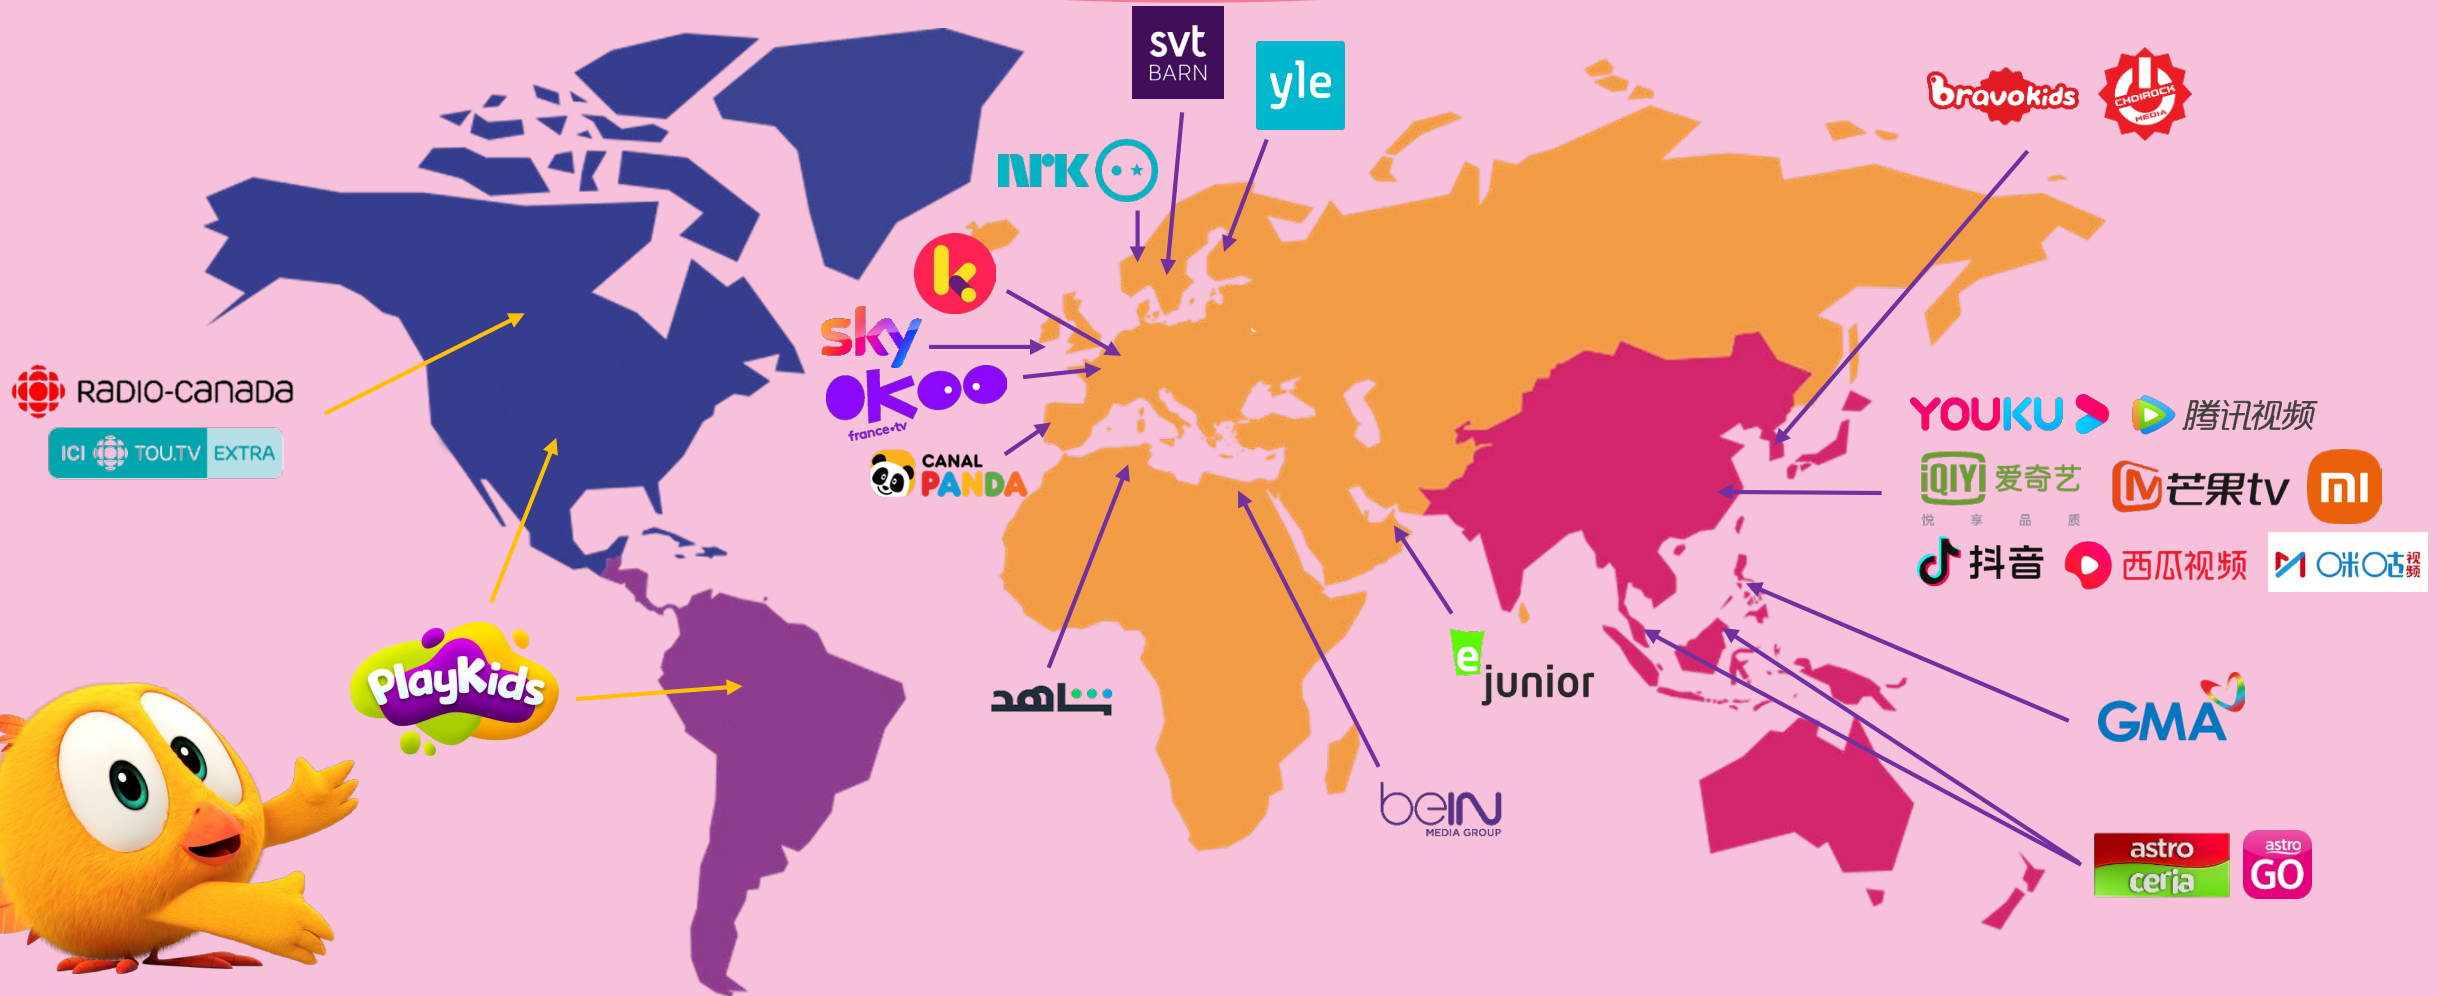 svt
BARN
yle
nrk
bravokids
CHOIROCK
MEDIA
k
sky
OKOO
france•tv
CANAL
PANDA
RADIO-CANADA
ICI TOU.TV EXTRA
YOUKU 腾讯视频
iQIYI 爱奇艺 芒果tv mi
悦享品质
抖音 西瓜视频 咪咕视频
PlayKids
شاهد
e
junior
beIN
MEDIA GROUP
GMA
astro
ceria
astro
GO